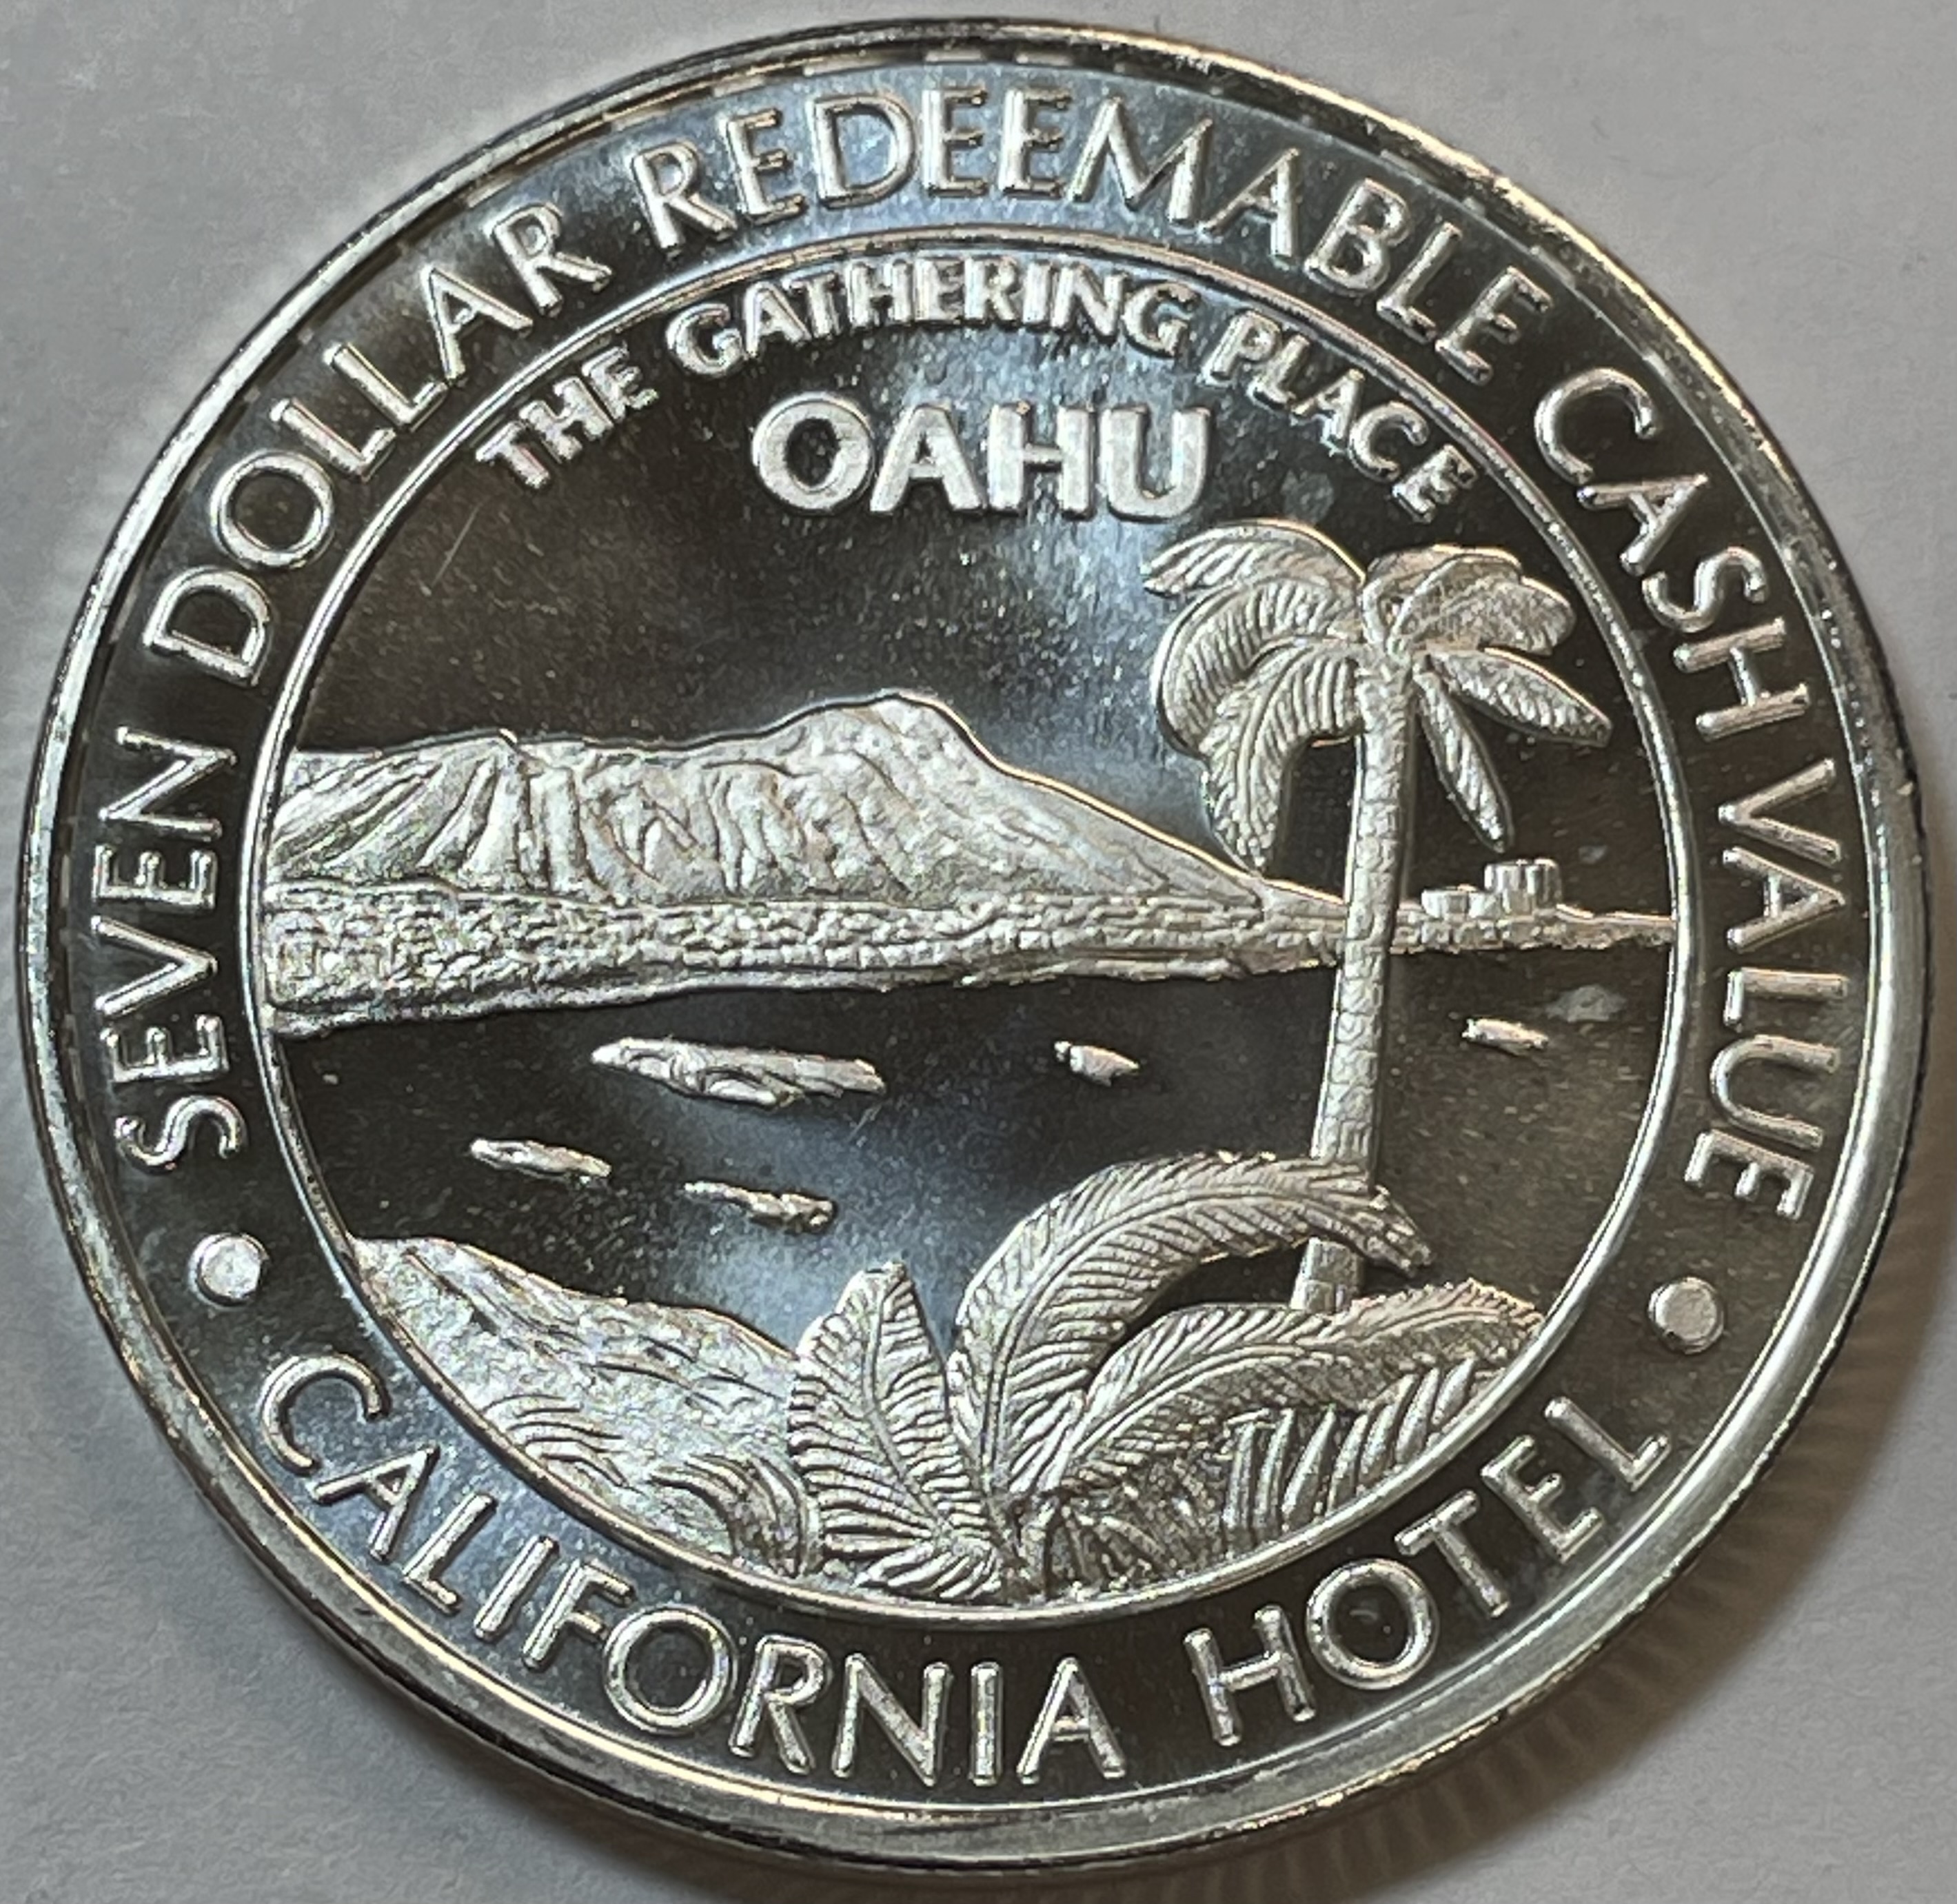 SEVEN DOLLAR REDEEMABLE CASH VALUE
THE GATHERING PLACE
OAHU
• CALIFORNIA HOTEL •